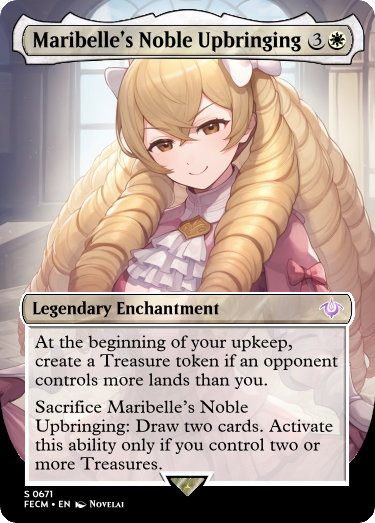 Maribelle's Noble Upbringing 3
Legendary Enchantment
At the beginning of your upkeep,
create a Treasure token if an opponent
controls more lands than you.
Sacrifice Maribelle's Noble
Upbringing: Draw two cards. Activate
this ability only if you control two or
more Treasures.
S 0671
FECM • EN Novelai